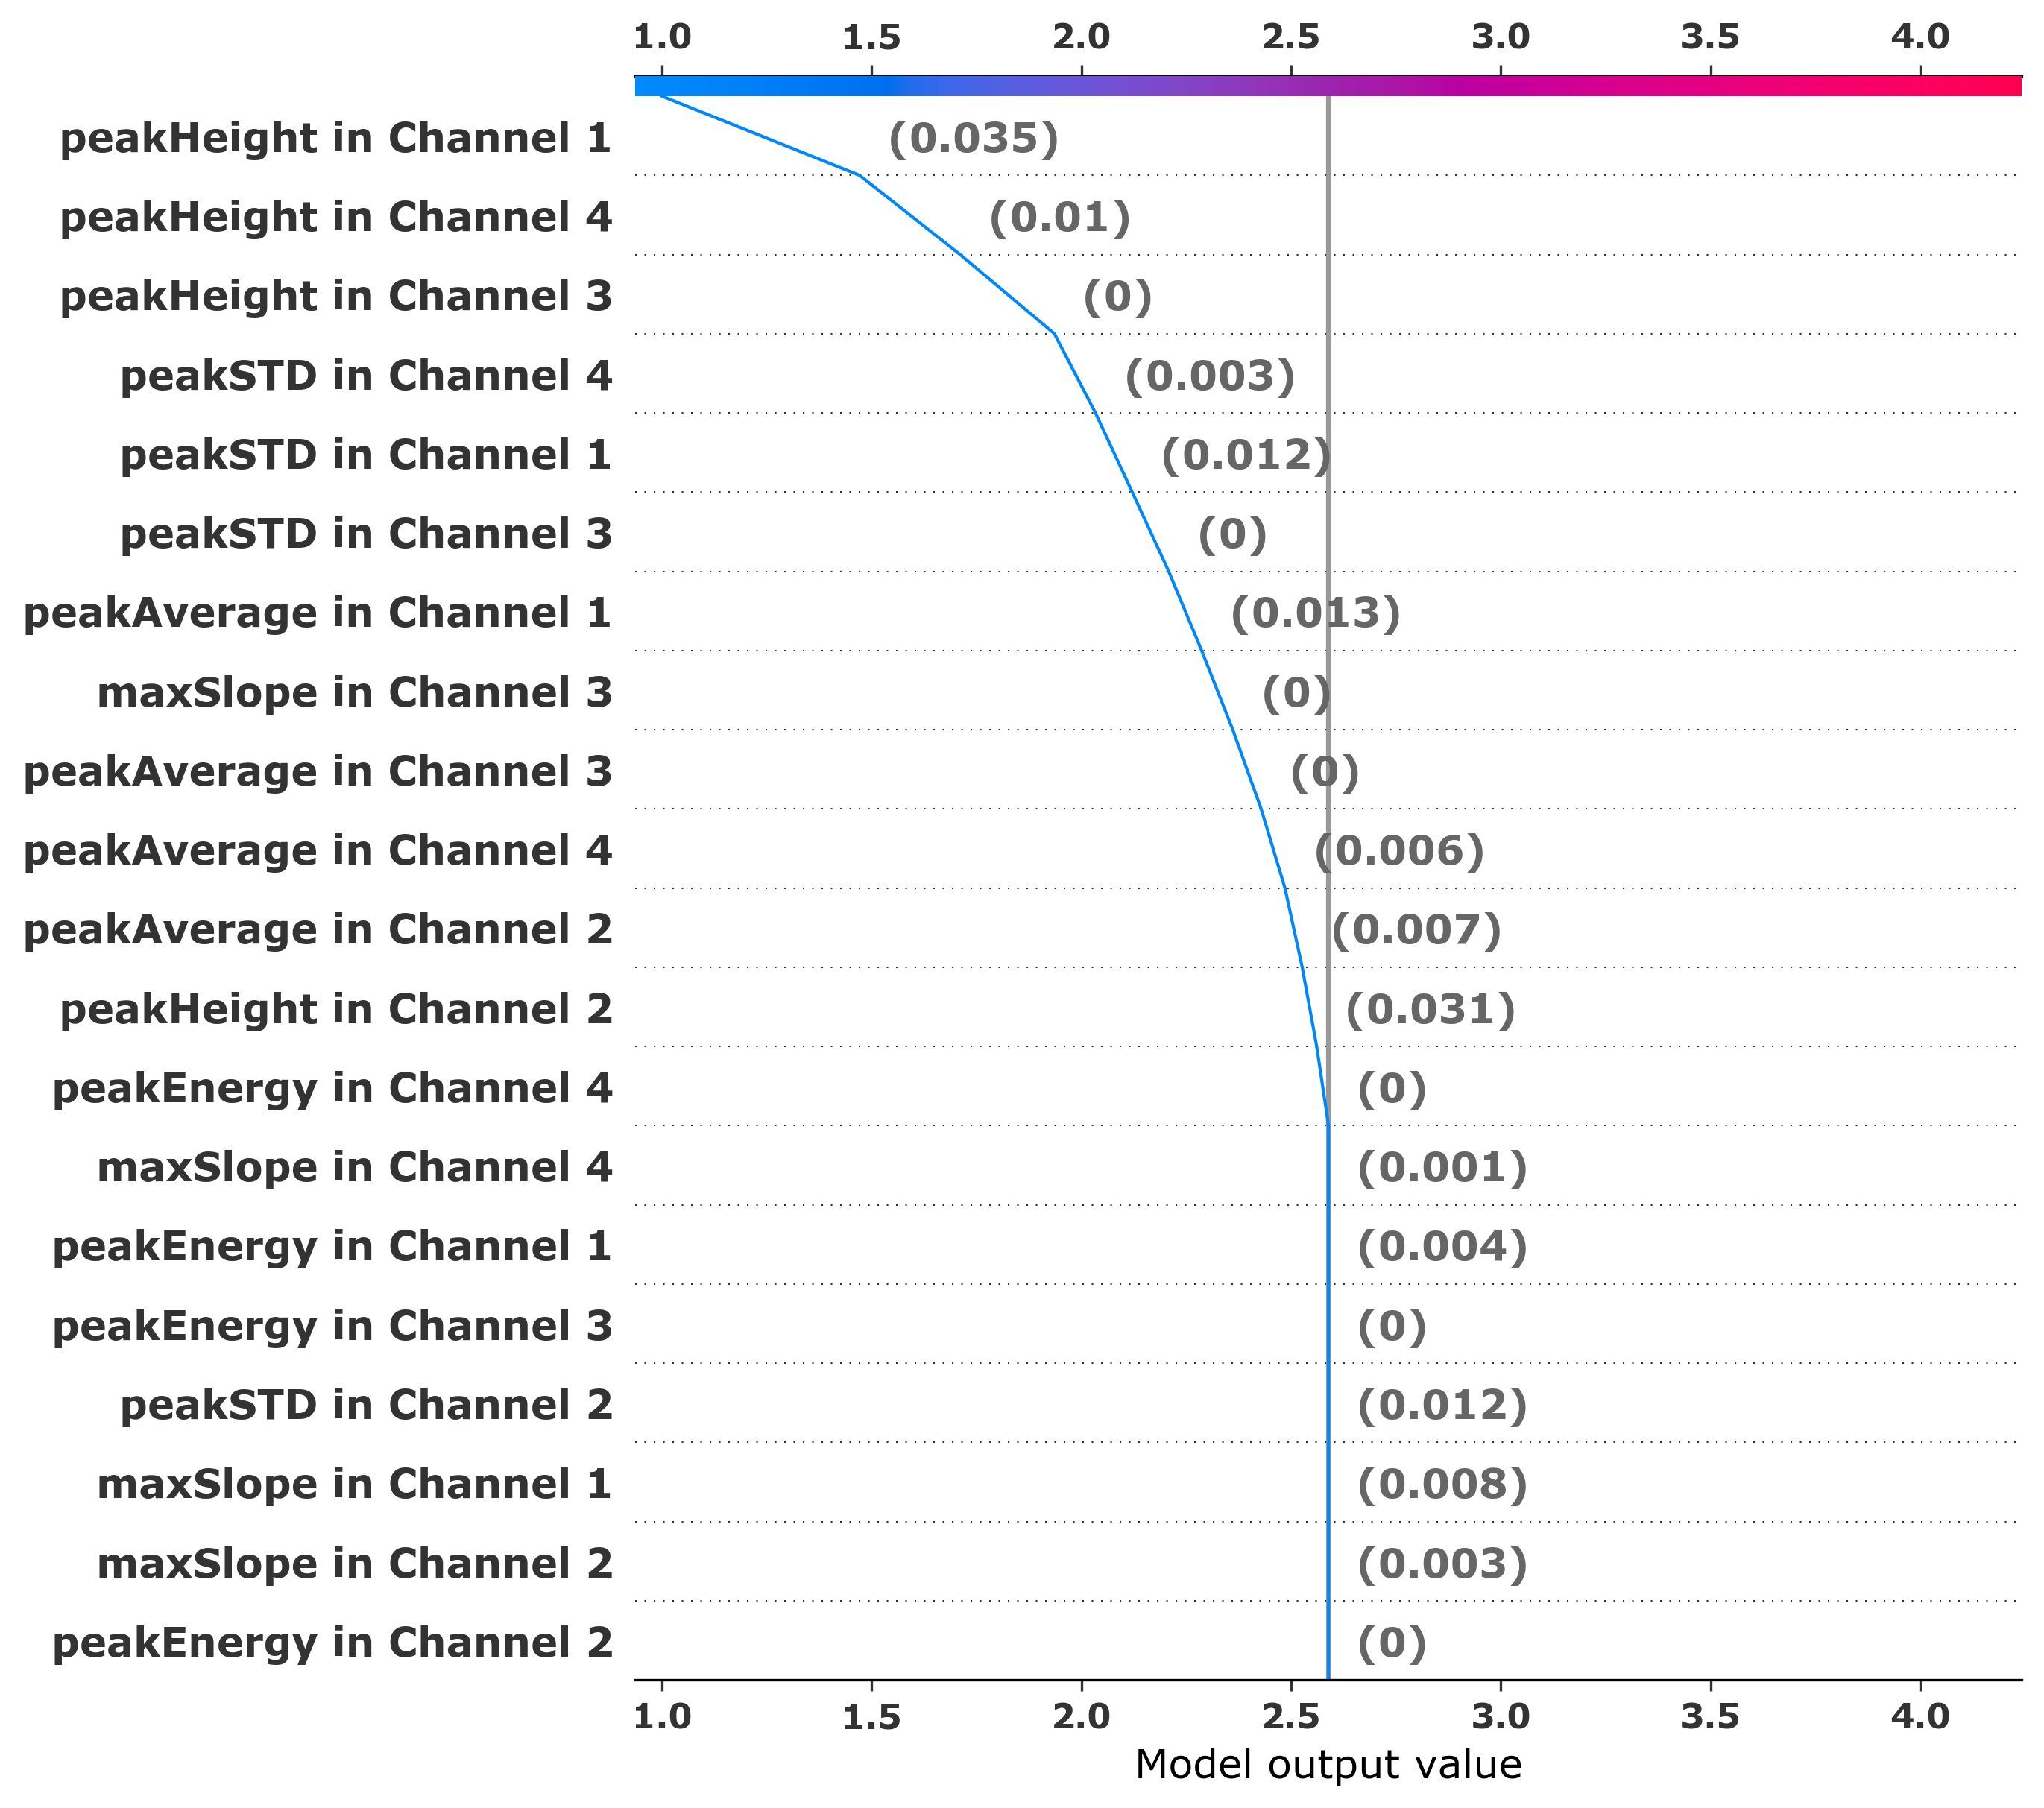 1.0 1.5 2.0 2.5 3.0 3.5 4.0
peakHeight in Channel 1 (0.035)
peakHeight in Channel 4 (0.01)
peakHeight in Channel 3 (0)
peakSTD in Channel 4 (0.003)
peakSTD in Channel 1 (0.012)
peakSTD in Channel 3 (0)
peakAverage in Channel 1 (0.013)
maxSlope in Channel 3 (0)
peakAverage in Channel 3 (0)
peakAverage in Channel 4 (0.006)
peakAverage in Channel 2 (0.007)
peakHeight in Channel 2 (0.031)
peakEnergy in Channel 4 (0)
maxSlope in Channel 4 (0.001)
peakEnergy in Channel 1 (0.004)
peakEnergy in Channel 3 (0)
peakSTD in Channel 2 (0.012)
maxSlope in Channel 1 (0.008)
maxSlope in Channel 2 (0.003)
peakEnergy in Channel 2 (0)
1.0 1.5 2.0 2.5 3.0 3.5 4.0
Model output value